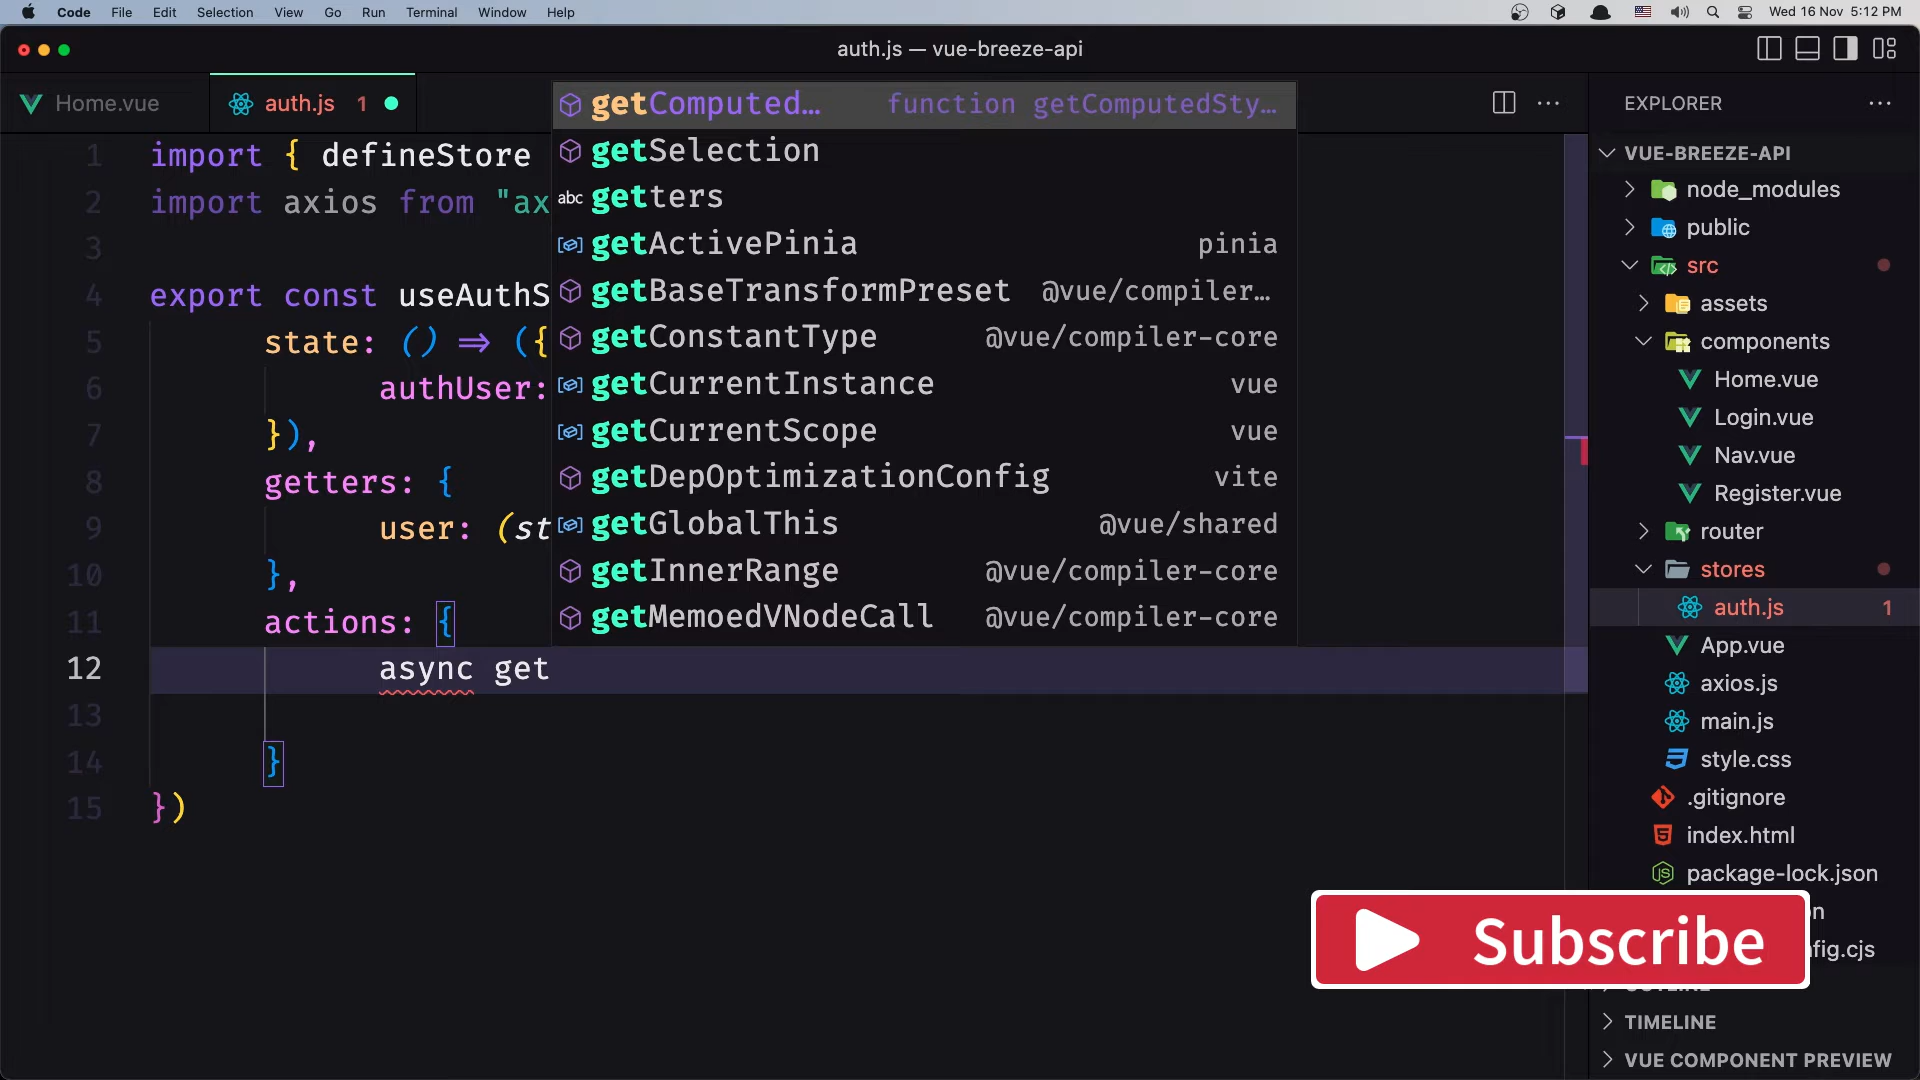 Code File Edit Selection View Go Run Terminal Window Help Wed 16 Nov 5:12 PM
auth.js — vue-breeze-api
Home.vue auth.js 1
1 import { defineStore
2 import axios from "ax
3
4 export const useAuthS
5 state: () => ({
6 authUser:
7 }),
8 getters: {
9 user: (st
10 },
11 actions: {
12 async get
13
14 }
15 })
getComputed… function getComputedSty…
getSelection
abc getters
getActivePinia pinia
getBaseTransformPreset @vue/compiler…
getConstantType @vue/compiler-core
getCurrentInstance vue
getCurrentScope vue
getDepOptimizationConfig vite
getGlobalThis @vue/shared
getInnerRange @vue/compiler-core
getMemoedVNodeCall @vue/compiler-core
EXPLORER
VUE-BREEZE-API
node_modules
public
src
assets
components
Home.vue
Login.vue
Nav.vue
Register.vue
router
stores
auth.js 1
App.vue
axios.js
main.js
style.css
.gitignore
index.html
package-lock.json
n
fig.cjs
Subscribe
OUTLINE
TIMELINE
VUE COMPONENT PREVIEW